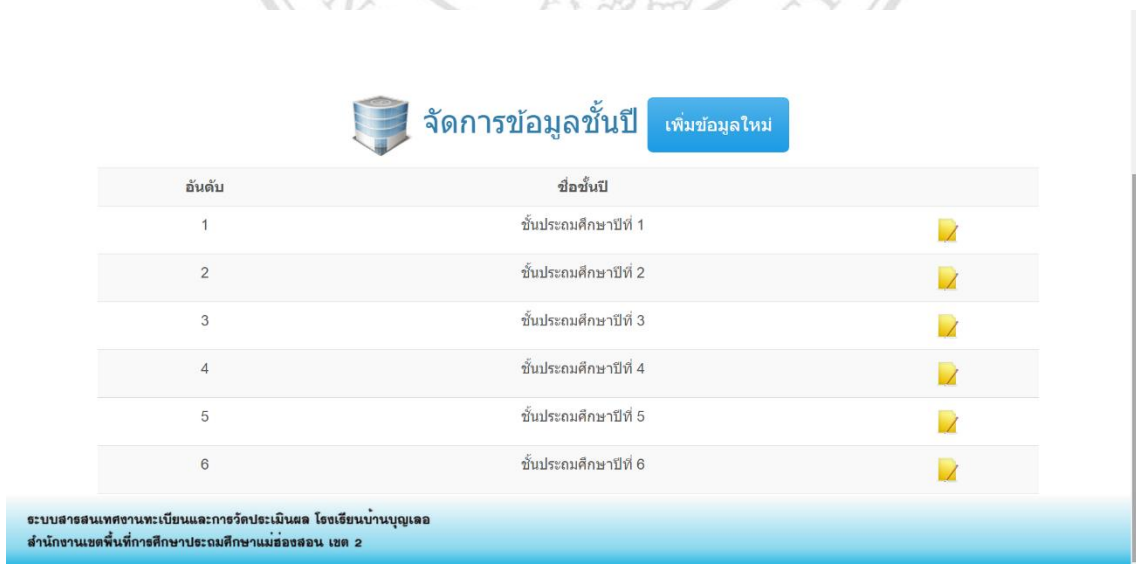 จัดการข้อมูลชั้นปี เพิ่มข้อมูลใหม่
อันดับ ชื่อชั้นปี
1 ชั้นประถมศึกษาปีที่ 1
2 ชั้นประถมศึกษาปีที่ 2
3 ชั้นประถมศึกษาปีที่ 3
4 ชั้นประถมศึกษาปีที่ 4
5 ชั้นประถมศึกษาปีที่ 5
6 ชั้นประถมศึกษาปีที่ 6
ระบบสารสนเทศงานทะเบียนและการวัดประเมินผล โรงเรียนบ้านบุญเลอ
สำนักงานเขตพื้นที่การศึกษาประถมศึกษาแม่ฮ่องสอน เขต 2